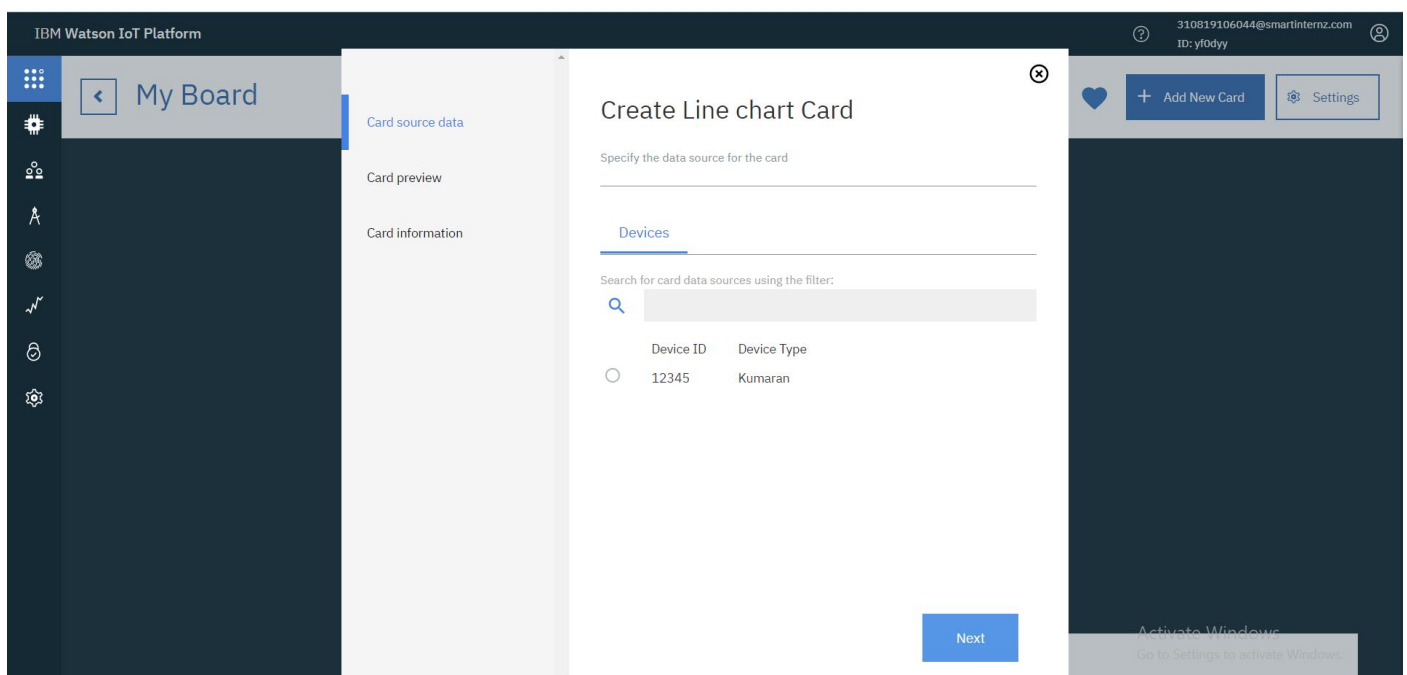 IBM Watson IoT Platform
310819106044@smartinternz.com
ID: yf0dyy
My Board
Add New Card
Settings
Card source data
Card preview
Card information
Create Line chart Card
Specify the data source for the card
Devices
Search for card data sources using the filter:
Device ID Device Type
12345 Kumaran
Next
Activate Windows
Go to Settings to activate Windows.